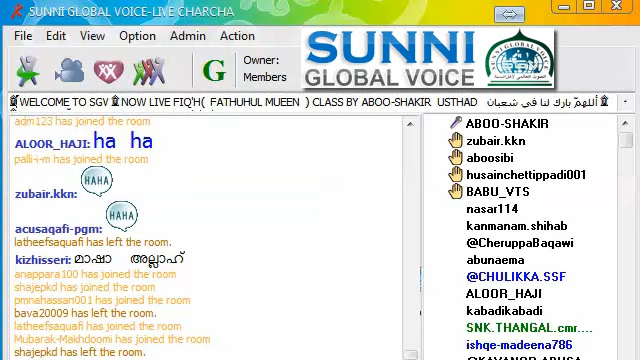 SUNNI GLOBAL VOICE-LIVE CHARCHA
File Edit View Option Admin Action
G Owner:
Members
SUNNI
GLOBAL VOICE
WELCOME TO SGV NOW LIVE FIQ'H( FATHUHUL MUEEN ) CLASS BY ABOO-SHAKIR USTHAD أللهمّ بارك لنا في شعبان
adm123 has joined the room
ALOOR_HAJI: ha ha
palli-i-m has joined the room
zubair.kkn: HAHA
acusaqafi-pgm: HAHA
latheefsaquafi has left the room.
kizhisseri: മാഷാ അല്ലാഹ്
anappara100 has joined the room
shajepkd has joined the room
pmnahassan001 has joined the room
bava20009 has left the room.
latheefsaquafi has joined the room
Mubarak-Makhdoomi has joined the room
shajepkd has left the room.
ABOO-SHAKIR
zubair.kkn
aboosibi
husainchettippadi001
BABU_VTS
nasar114
kanmanam.shihab
@CheruppaBaqawi
abunaema
@CHULIKKA.SSF
ALOOR_HAJI
kabadikabadi
SNK.THANGAL.cmr....
ishqe-madeena786